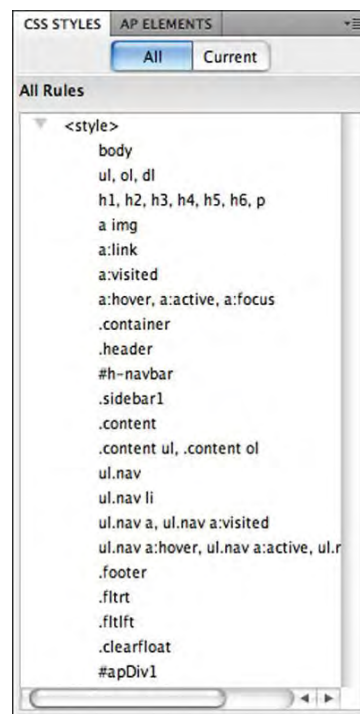 CSS STYLES AP ELEMENTS
All Current
All Rules
<style>
body
ul, ol, dl
h1, h2, h3, h4, h5, h6, p
a img
a:link
a:visited
a:hover, a:active, a:focus
.container
.header
#h-navbar
.sidebar1
.content
.content ul, .content ol
ul.nav
ul.nav li
ul.nav a, ul.nav a:visited
ul.nav a:hover, ul.nav a:active, ul.r
.footer
.fltrt
.fltlft
.clearfloat
#apDiv1